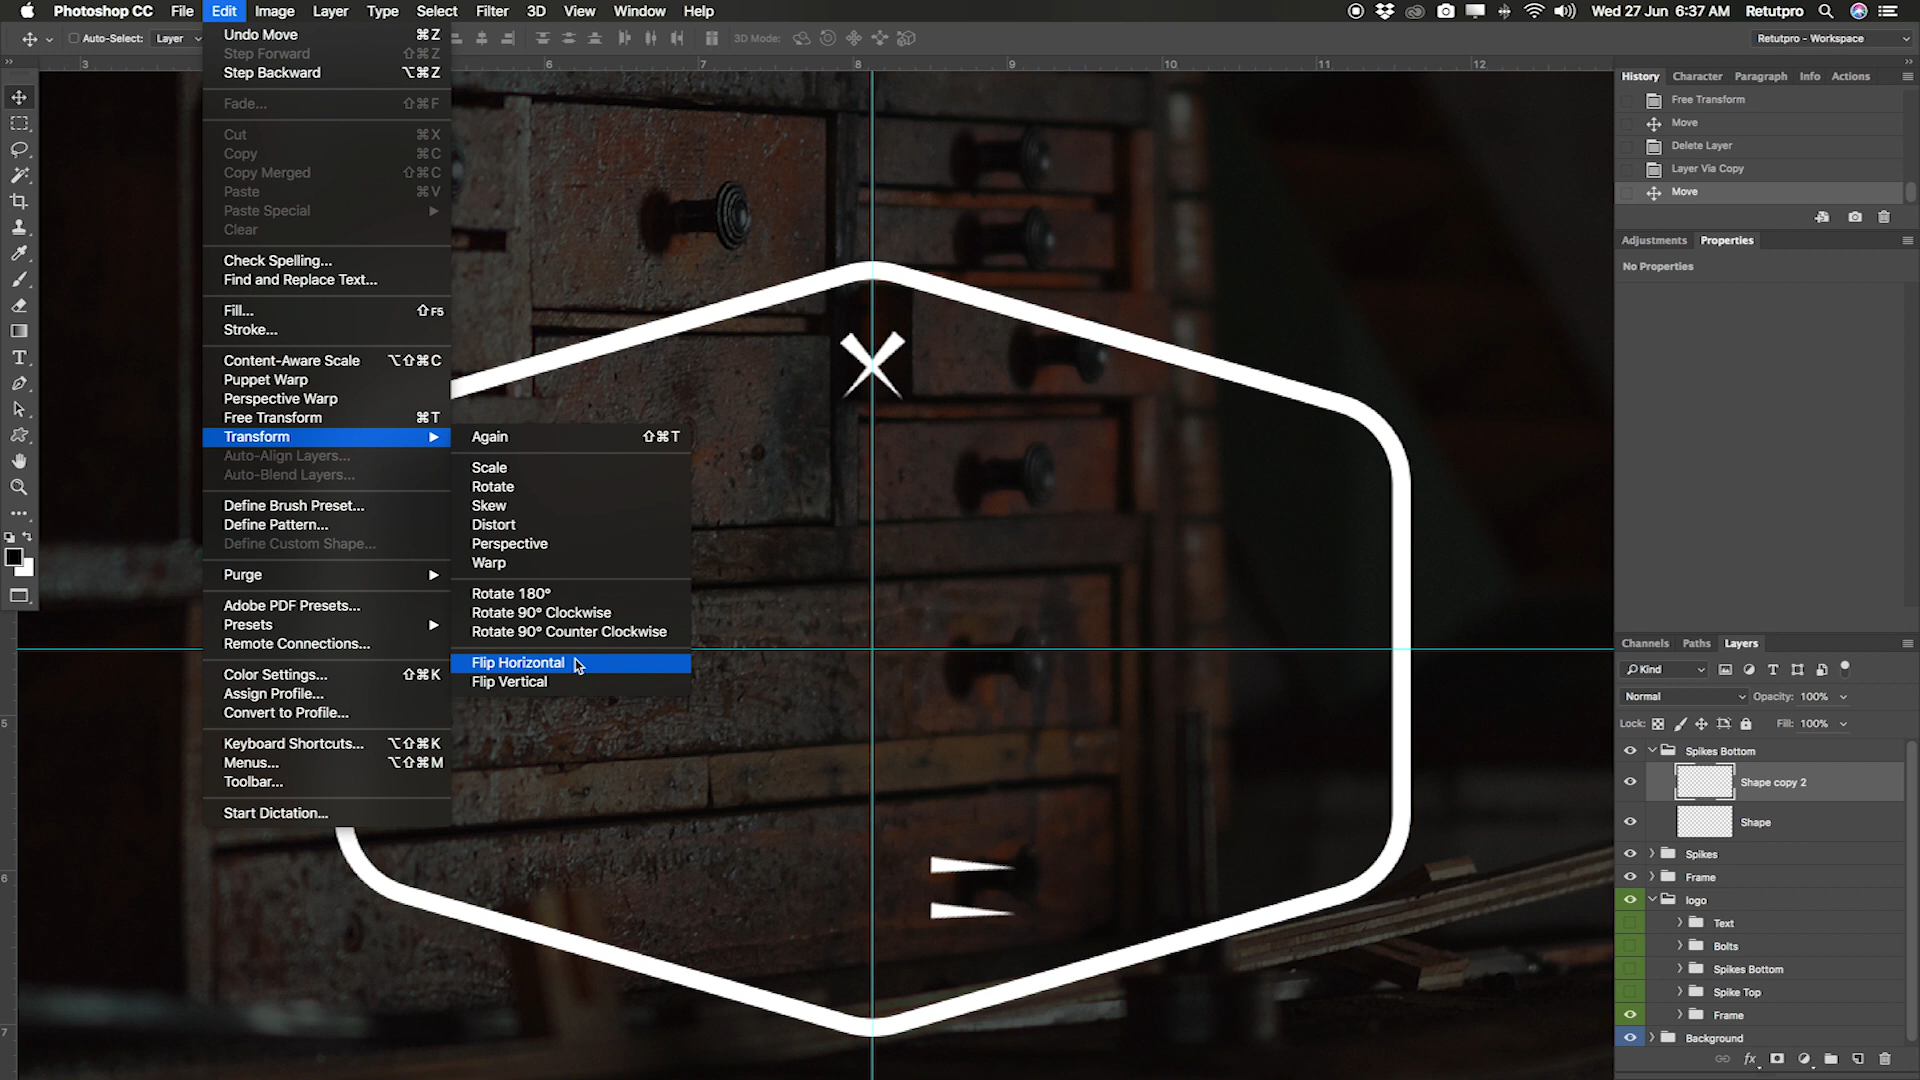 Photoshop CC File Edit Image Layer Type Select Filter 3D View Window Help Wed 27 Jun 6:37 AM Retutpro
Auto-Select: Layer 3D Mode: Retutpro - Workspace
3 6 7 8 9 10 11 12
5
6
7
Undo Move ⌘Z
Step Forward ⇧⌘Z
Step Backward ⌥⌘Z
Fade... ⇧⌘F
Cut ⌘X
Copy ⌘C
Copy Merged ⇧⌘C
Paste ⌘V
Paste Special
Clear
Check Spelling...
Find and Replace Text...
Fill... ⇧F5
Stroke...
Content-Aware Scale ⌥⇧⌘C
Puppet Warp
Perspective Warp
Free Transform ⌘T
Transform
Auto-Align Layers...
Auto-Blend Layers...
Define Brush Preset...
Define Pattern...
Define Custom Shape...
Purge
Adobe PDF Presets...
Presets
Remote Connections...
Color Settings... ⇧⌘K
Assign Profile...
Convert to Profile...
Keyboard Shortcuts... ⌥⇧⌘K
Menus... ⌥⇧⌘M
Toolbar...
Start Dictation...
Again ⇧⌘T
Scale
Rotate
Skew
Distort
Perspective
Warp
Rotate 180°
Rotate 90° Clockwise
Rotate 90° Counter Clockwise
Flip Horizontal
Flip Vertical
History Character Paragraph Info Actions
Free Transform
Move
Delete Layer
Layer Via Copy
Move
Adjustments Properties
No Properties
Channels Paths Layers
Kind
Normal Opacity: 100%
Lock: Fill: 100%
Spikes Bottom
Shape copy 2
Shape
Spikes
Frame
logo
Text
Bolts
Spikes Bottom
Spike Top
Frame
Background
fx